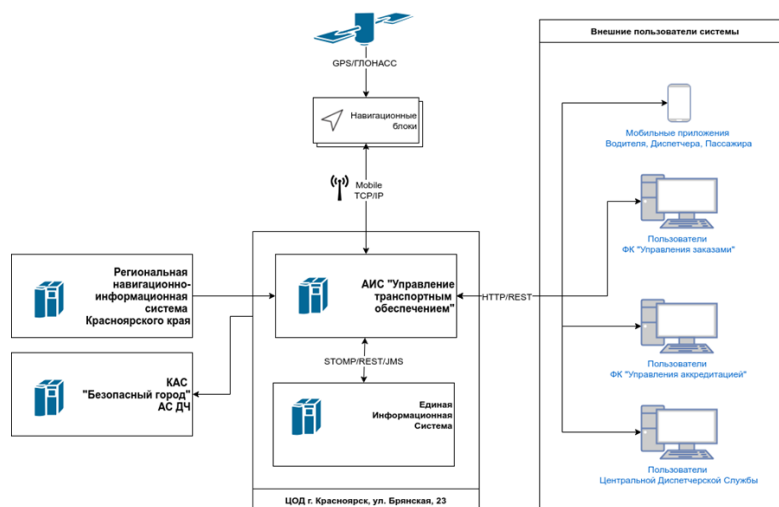 GPS/ГЛОНАСС
Навигационные
блоки
Mobile
TCP/IP
Региональная
навигационно-
информационная
система
Красноярского края
КАС
"Безопасный город"
АС ДЧ
АИС "Управление
транспортным
обеспечением"
HTTP/REST
STOMP/REST/JMS
Единая
Информационная
Система
ЦОД г. Красноярск, ул. Брянская, 23
Внешние пользователи системы
Мобильные приложения
Водителя, Диспетчера, Пассажира
Пользователи
ФК "Управления заказами"
Пользователи
ФК "Управления аккредитацией"
Пользователи
Центральной Диспетчерской Службы